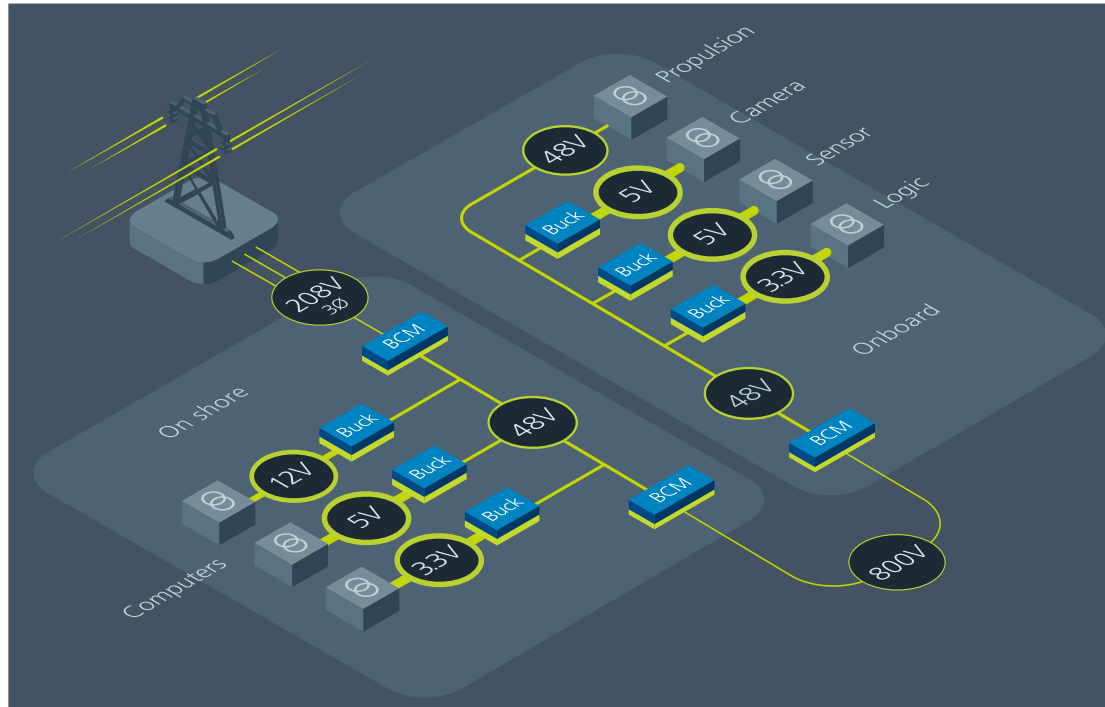 Propulsion
48V
Camera
5V
Buck
Sensor
5V
Buck
Logic
3.3V
Buck
Onboard
48V
BCM
208V
3Ø
BCM
On shore
48V
Buck
12V
Buck
5V
Buck
3.3V
Computers
BCM
800V